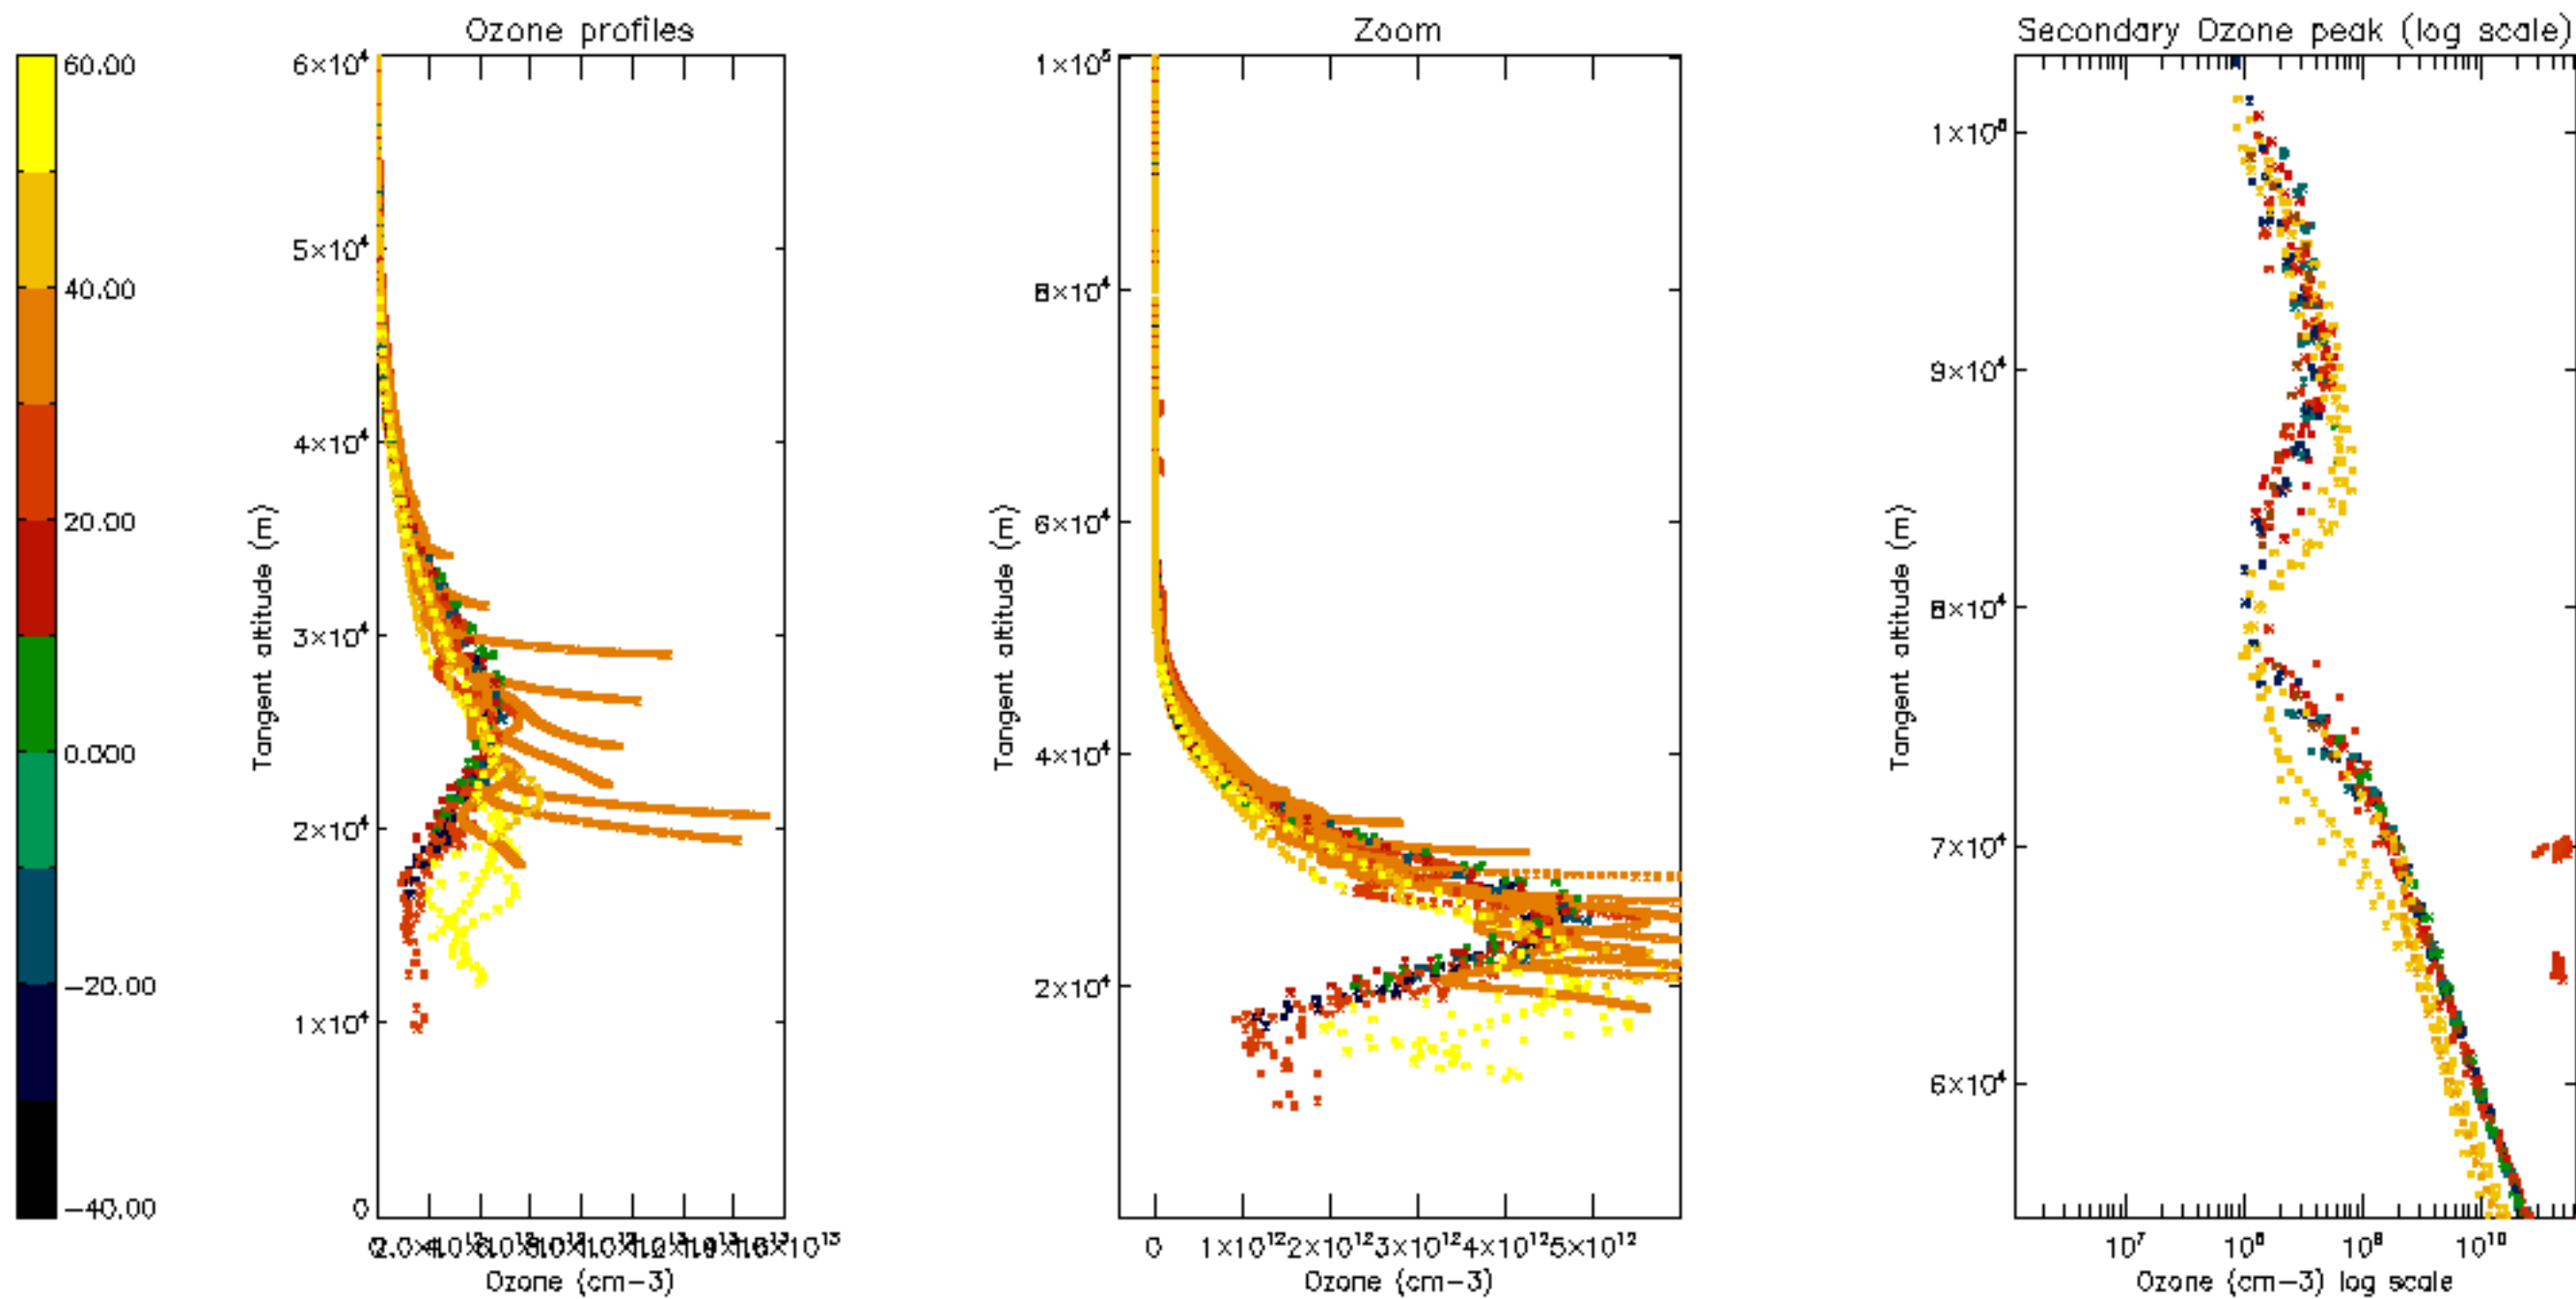 Ozone profiles
Zoom
Secondary Ozone peak (log scale)
60.00
40.00
20.00
0.000
−20.00
−40.00
6×10⁴
5×10⁴
4×10⁴
3×10⁴
2×10⁴
1×10⁴
0
Tangent altitude (m)
Ozone (cm−3)
1×10⁵
8×10⁴
6×10⁴
4×10⁴
2×10⁴
Tangent altitude (m)
0 1×10¹² 2×10¹² 3×10¹² 4×10¹² 5×10¹²
Ozone (cm−3)
9×10⁴
8×10⁴
7×10⁴
6×10⁴
Tangent altitude (m)
10⁷ 10⁸ 10⁹ 10¹⁰
Ozone (cm−3) log scale